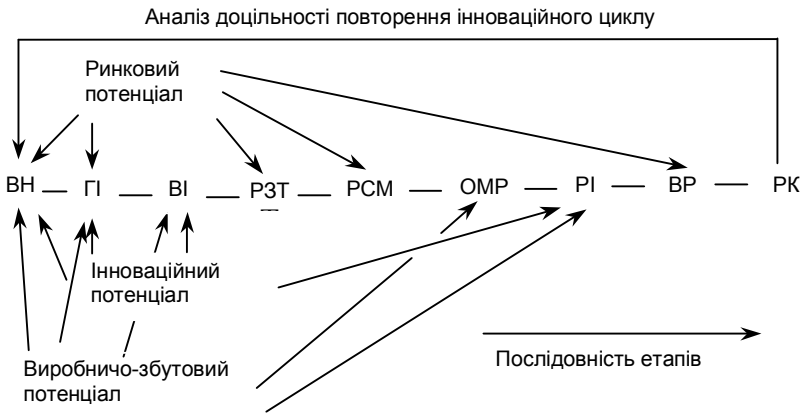 Аналіз доцільності повторення інноваційного циклу
Ринковий
потенціал
ВН ГІ ВІ РЗТ РСМ ОМР РІ ВР РК
Інноваційний
потенціал
Виробничо-збутовий
потенціал
Послідовність етапів